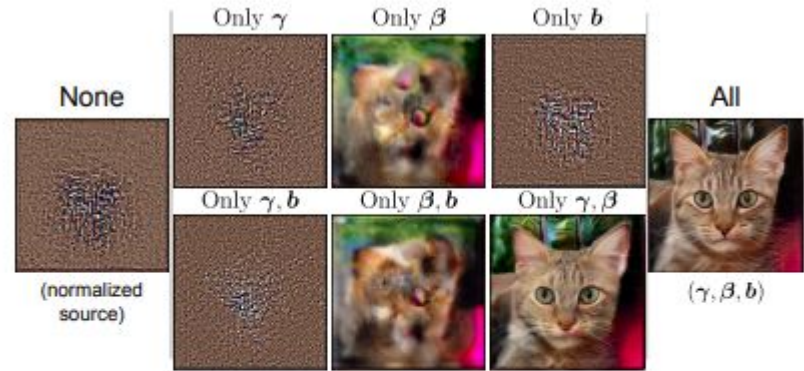 Only γ
Only β
Only b
None
All
Only γ, b
Only β, b
Only γ, β
(normalized
source)
(γ, β, b)